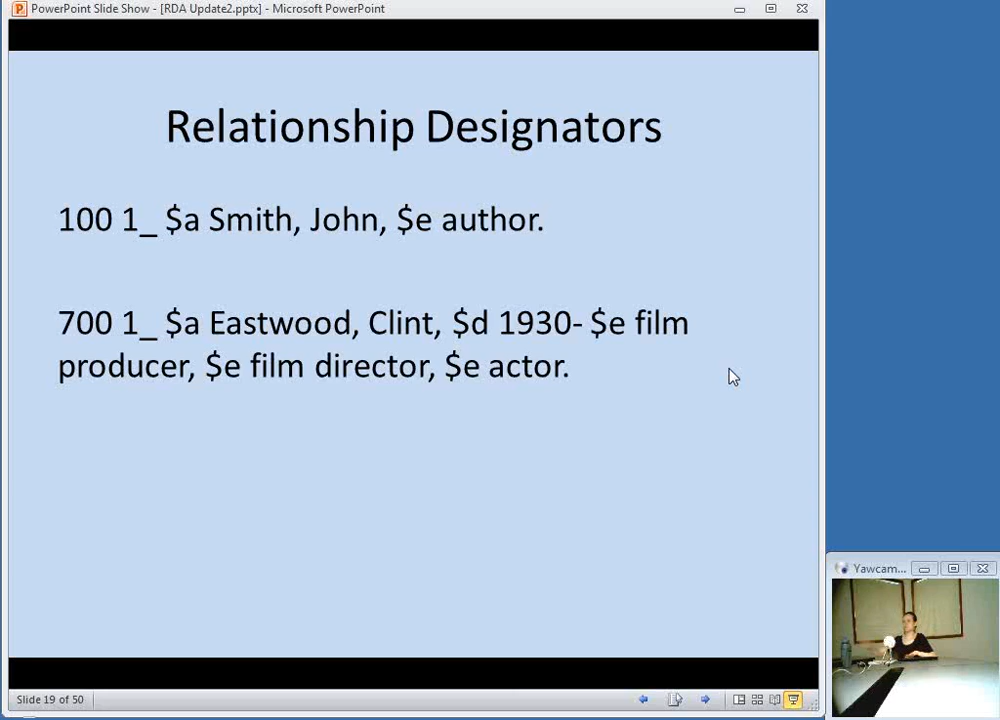 PowerPoint Slide Show - [RDA Update2.pptx] - Microsoft PowerPoint
Relationship Designators
100 1_ $a Smith, John, $e author.
700 1_ $a Eastwood, Clint, $d 1930- $e film
producer, $e film director, $e actor.
Yawcam...
Slide 19 of 50